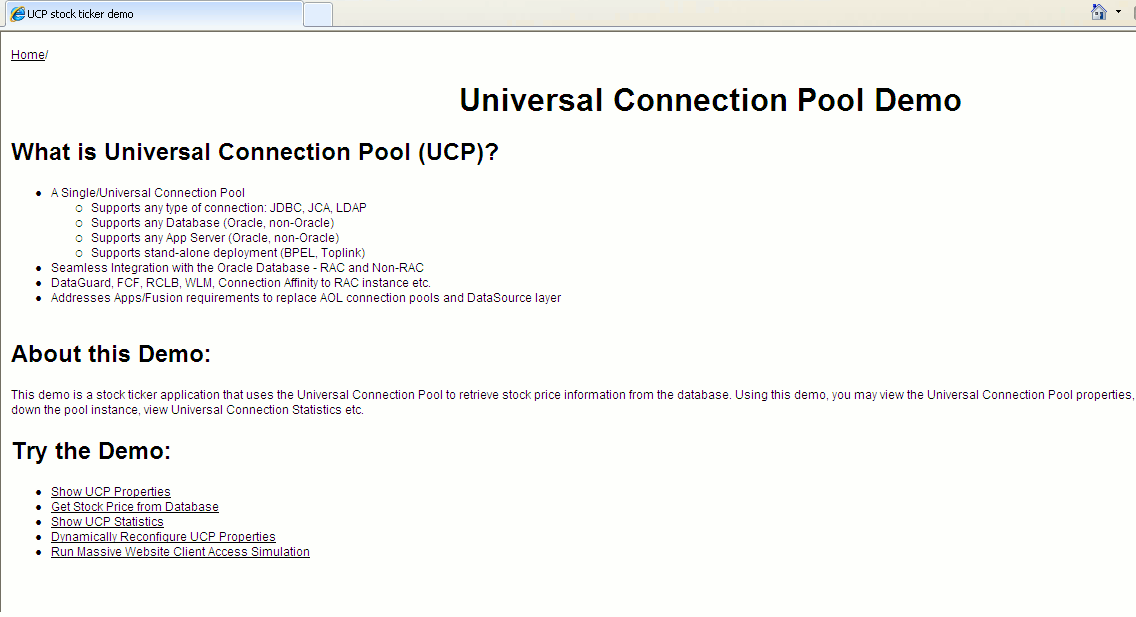 UCP stock ticker demo
Home/
Universal Connection Pool Demo
What is Universal Connection Pool (UCP)?
A Single/Universal Connection Pool
Supports any type of connection: JDBC, JCA, LDAP
Supports any Database (Oracle, non-Oracle)
Supports any App Server (Oracle, non-Oracle)
Supports stand-alone deployment (BPEL, Toplink)
Seamless Integration with the Oracle Database - RAC and Non-RAC
DataGuard, FCF, RCLB, WLM, Connection Affinity to RAC instance etc.
Addresses Apps/Fusion requirements to replace AOL connection pools and DataSource layer
About this Demo:
This demo is a stock ticker application that uses the Universal Connection Pool to retrieve stock price information from the database. Using this demo, you may view the Universal Connection Pool properties,
down the pool instance, view Universal Connection Statistics etc.
Try the Demo:
Show UCP Properties
Get Stock Price from Database
Show UCP Statistics
Dynamically Reconfigure UCP Properties
Run Massive Website Client Access Simulation